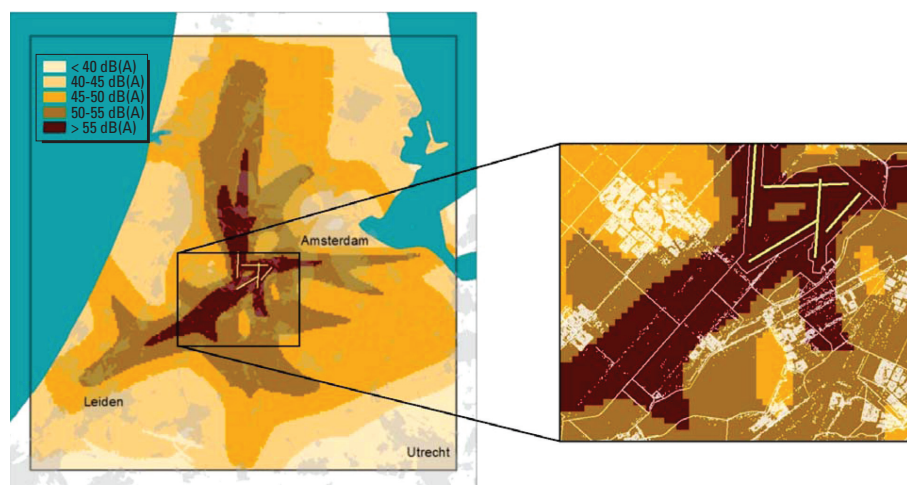 < 40 dB(A)
40-45 dB(A)
45-50 dB(A)
50-55 dB(A)
> 55 dB(A)
Amsterdam
Leiden
Utrecht